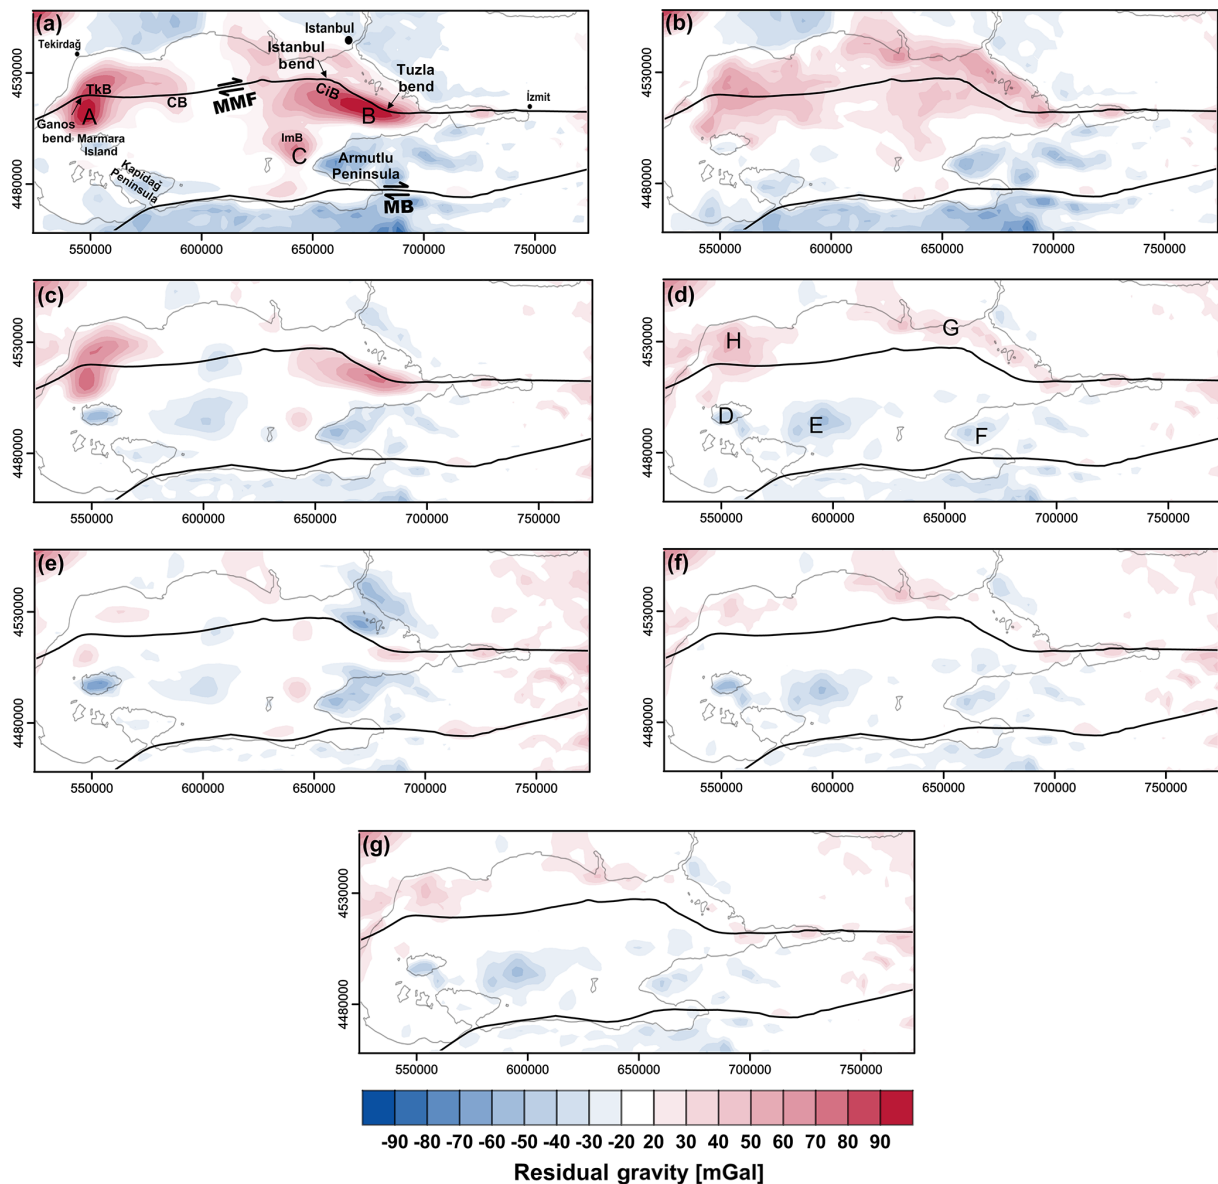 (a)
Istanbul
Tekirdağ
Istanbul
bend
Tuzla
bend
4530000
TkB
CiB
A
CB
MMF
B
İzmit
Ganos
bend
Marmara
Island
ImB
C
Armutlu
Peninsula
Kapidağ
Peninsula
4480000
MB
550000 600000 650000 700000 750000
(b)
4530000
4480000
550000 600000 650000 700000 750000
(c)
4530000
4480000
550000 600000 650000 700000 750000
(d)
G
H
4530000
D
E
F
4480000
550000 600000 650000 700000 750000
(e)
4530000
4480000
550000 600000 650000 700000 750000
(f)
4530000
4480000
550000 600000 650000 700000 750000
(g)
4530000
4480000
550000 600000 650000 700000 750000
-90 -80 -70 -60 -50 -40 -30 -20 20 30 40 50 60 70 80 90
Residual gravity [mGal]